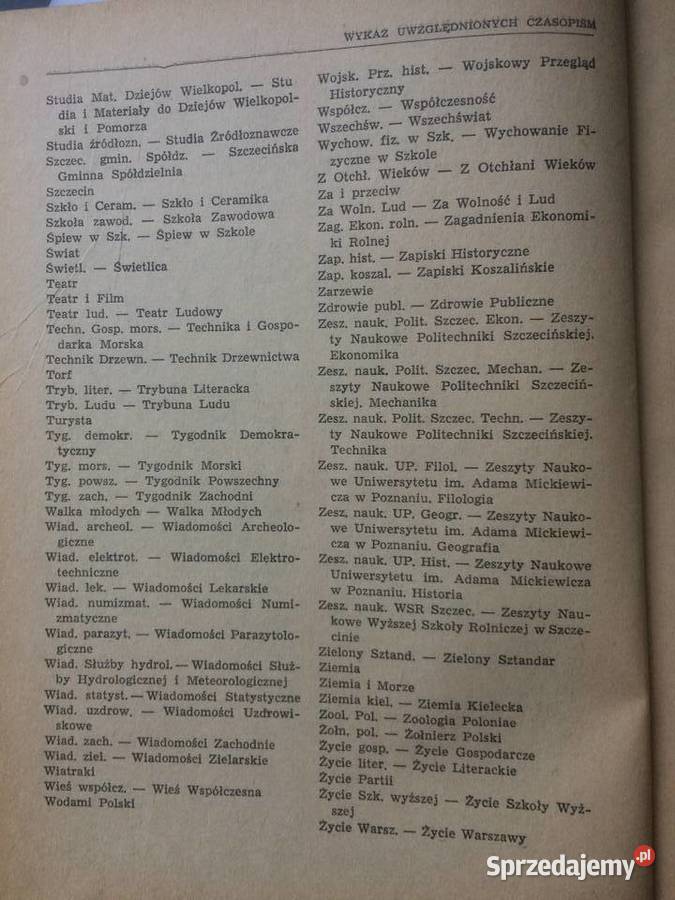 WYKAZ UWZGLĘDNIONYCH CZASOPISM
Studia Mat. Dziejów Wielkopol. — Stu
dia i Materiały do Dziejów Wielkopol-
ski i Pomorza
Studia źródłozn. — Studia Źródłoznawcze
Szczec. gmin. Spółdz. — Szczecińska
Gminna Spółdzielnia
Szczecin
Szkło i Ceram. — Szkło i Ceramika
Szkoła zawod. — Szkoła Zawodowa
Śpiew w Szk. — Śpiew w Szkole
Świat
Świetl. — Świetlica
Teatr
Teatr i Film
Teatr lud. — Teatr Ludowy
Techn. Gosp. mors. — Technika i Gospo-
darka Morska
Technik Drzewn. — Technik Drzewnictwa
Torf
Tryb. liter. — Trybuna Literacka
Tryb. Ludu — Trybuna Ludu
Turysta
Tyg. demokr. — Tygodnik Demokra-
tyczny
Tyg. mors. — Tygodnik Morski
Tyg. powsz. — Tygodnik Powszechny
Tyg. zach. — Tygodnik Zachodni
Walka młodych — Walka Młodych
Wiad. archeol. — Wiadomości Archeolo-
giczne
Wiad. elektrot. — Wiadomości Elektro-
techniczne
Wiad. lek. — Wiadomości Lekarskie
Wiad. numizmat. — Wiadomości Numi-
zmatyczne
Wiad. parazyt. — Wiadomości Parazytolo-
giczne
Wiad. Służby hydrol. — Wiadomości Służ-
by Hydrologicznej i Meteorologicznej
Wiad. statyst. — Wiadomości Statystyczne
Wiad. uzdrow. — Wiadomości Uzdrowi-
skowe
Wiad. zach. — Wiadomości Zachodnie
Wiad. ziel. — Wiadomości Zielarskie
Wiatraki
Wieś współcz. — Wieś Współczesna
Wodami Polski
Wojsk. Prz. hist. — Wojskowy Przegląd
Historyczny
Współcz. — Współczesność
Wszechśw. — Wszechświat
Wychow. fiz. w Szk. — Wychowanie Fi-
zyczne w Szkole
Z Otchł. Wieków — Z Otchłani Wieków
Za i przeciw
Za Woln. Lud — Za Wolność i Lud
Zag. Ekon. roln. — Zagadnienia Ekonomi-
ki Rolnej
Zap. hist. — Zapiski Historyczne
Zap. koszal. — Zapiski Koszalińskie
Zarzewie
Zdrowie publ. — Zdrowie Publiczne
Zesz. nauk. Polit. Szczec. Ekon. — Zeszy-
ty Naukowe Politechniki Szczecińskiej.
Ekonomika
Zesz. nauk. Polit. Szczec. Mechan. — Ze-
szyty Naukowe Politechniki Szczeciń-
skiej. Mechanika
Zesz. nauk. Polit. Szczec. Techn. — Zeszy-
ty Naukowe Politechniki Szczecińskiej.
Technika
Zesz. nauk. UP. Filol. — Zeszyty Nauko-
we Uniwersytetu im. Adama Mickiewi-
cza w Poznaniu. Filologia
Zesz. nauk. UP. Geogr. — Zeszyty Nauko-
we Uniwersytetu im. Adama Mickiewi-
cza w Poznaniu. Geografia
Zesz. nauk. UP. Hist. — Zeszyty Naukowe
Uniwersytetu im. Adama Mickiewicza
w Poznaniu. Historia
Zesz. nauk. WSR Szczec. — Zeszyty Nau-
kowe Wyższej Szkoły Rolniczej w Szcze-
cinie
Zielony Sztand. — Zielony Sztandar
Ziemia
Ziemia i Morze
Ziemia kiel. — Ziemia Kielecka
Zool. Pol. — Zoologia Poloniae
Żołn. pol. — Żołnierz Polski
Życie gosp. — Życie Gospodarcze
Życie liter. — Życie Literackie
Życie Partii
Życie Szk. wyższej — Życie Szkoły Wyż-
szej
Życie Warsz. — Życie Warszawy
Sprzedajemy.pl